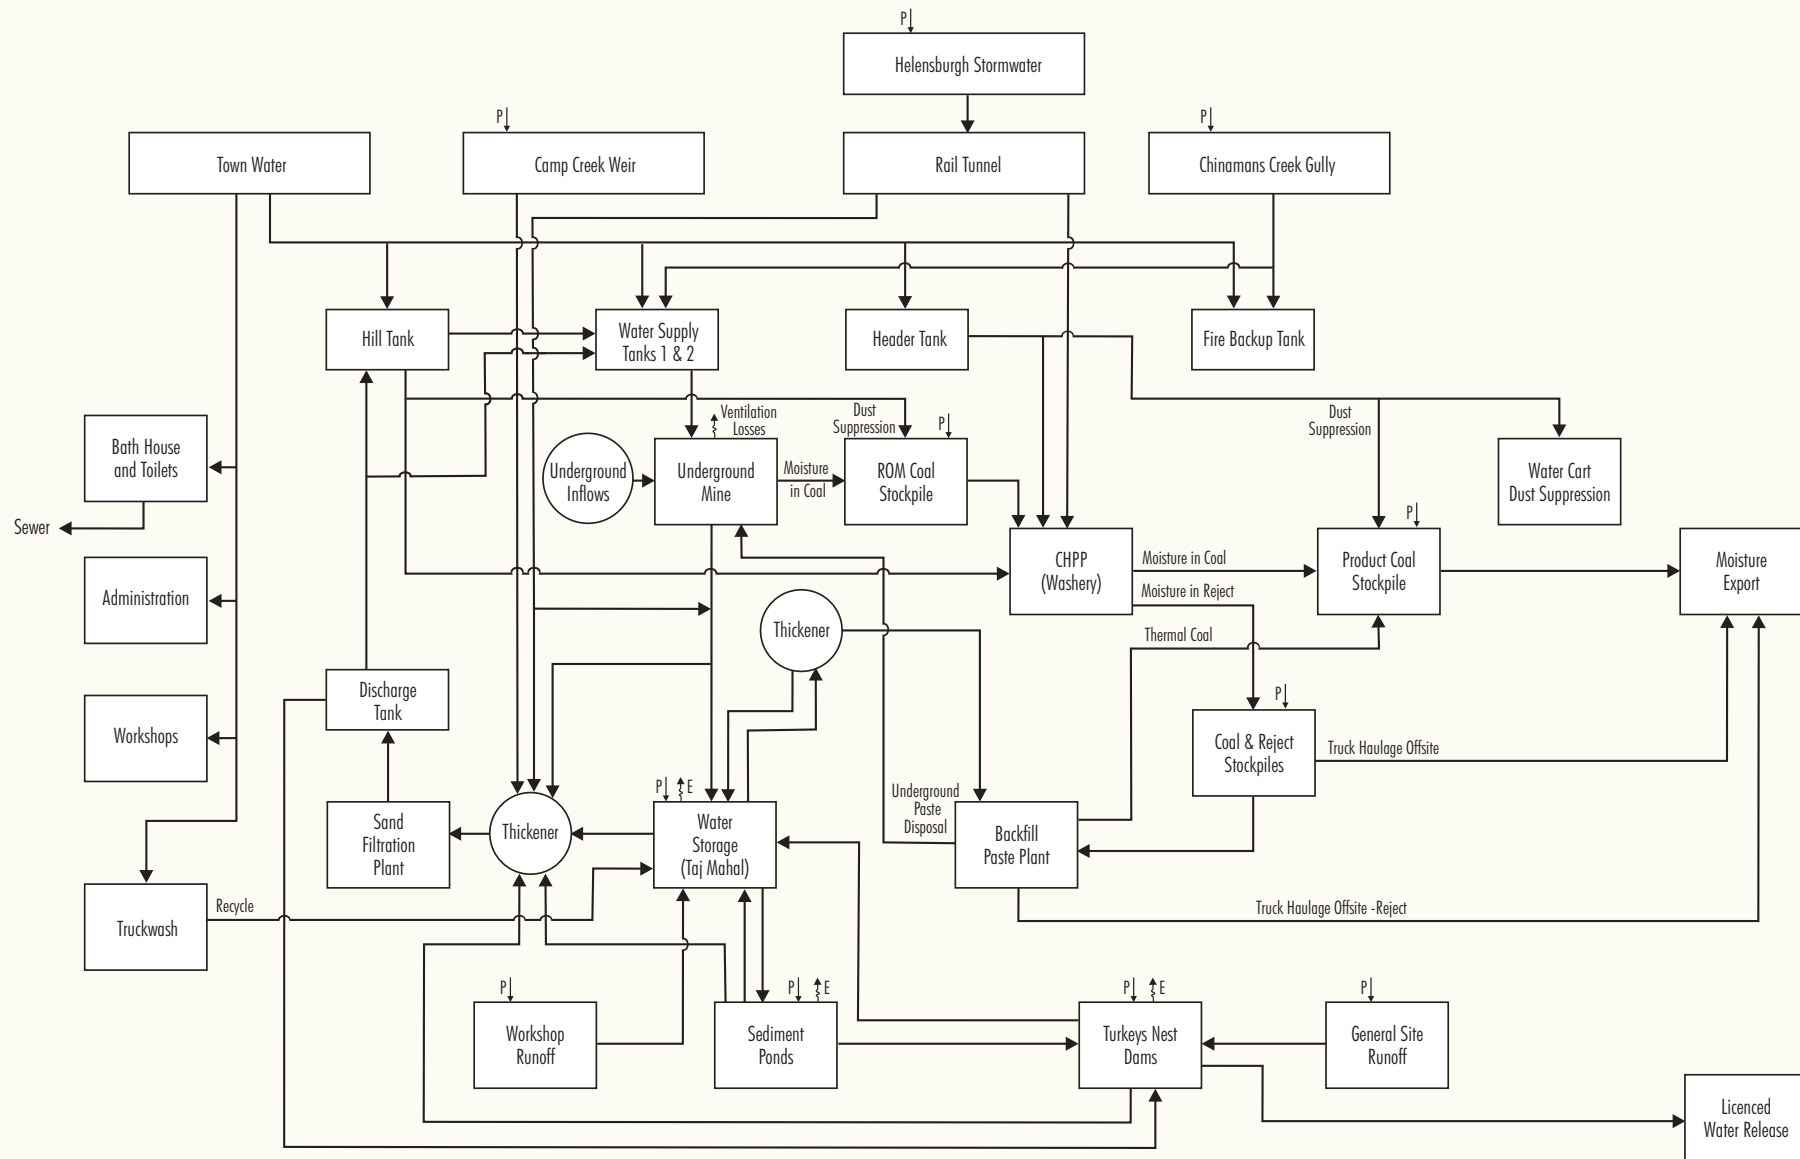 P
Helensburgh Stormwater
P
P
Town Water
Camp Creek Weir
Rail Tunnel
Chinamans Creek Gully
Hill Tank
Water Supply
Tanks 1 & 2
Header Tank
Fire Backup Tank
Ventilation
Losses
Dust
Suppression
P
Dust
Suppression
Bath House
and Toilets
Underground
Inflows
Underground
Mine
Moisture
in Coal
ROM Coal
Stockpile
Water Cart
Dust Suppression
Sewer
P
CHPP
(Washery)
Moisture in Coal
Product Coal
Stockpile
Moisture
Export
Moisture in Reject
Administration
Thickener
Thermal Coal
Discharge
Tank
P
Workshops
Coal & Reject
Stockpiles
Truck Haulage Offsite
P
E
Underground
Paste
Disposal
Sand
Filtration
Plant
Thickener
Water
Storage
(Taj Mahal)
Backfill
Paste Plant
Recycle
Truck Haulage Offsite -Reject
Truckwash
P
P
E
P
E
P
Workshop
Runoff
Sediment
Ponds
Turkeys Nest
Dams
General Site
Runoff
Licenced
Water Release